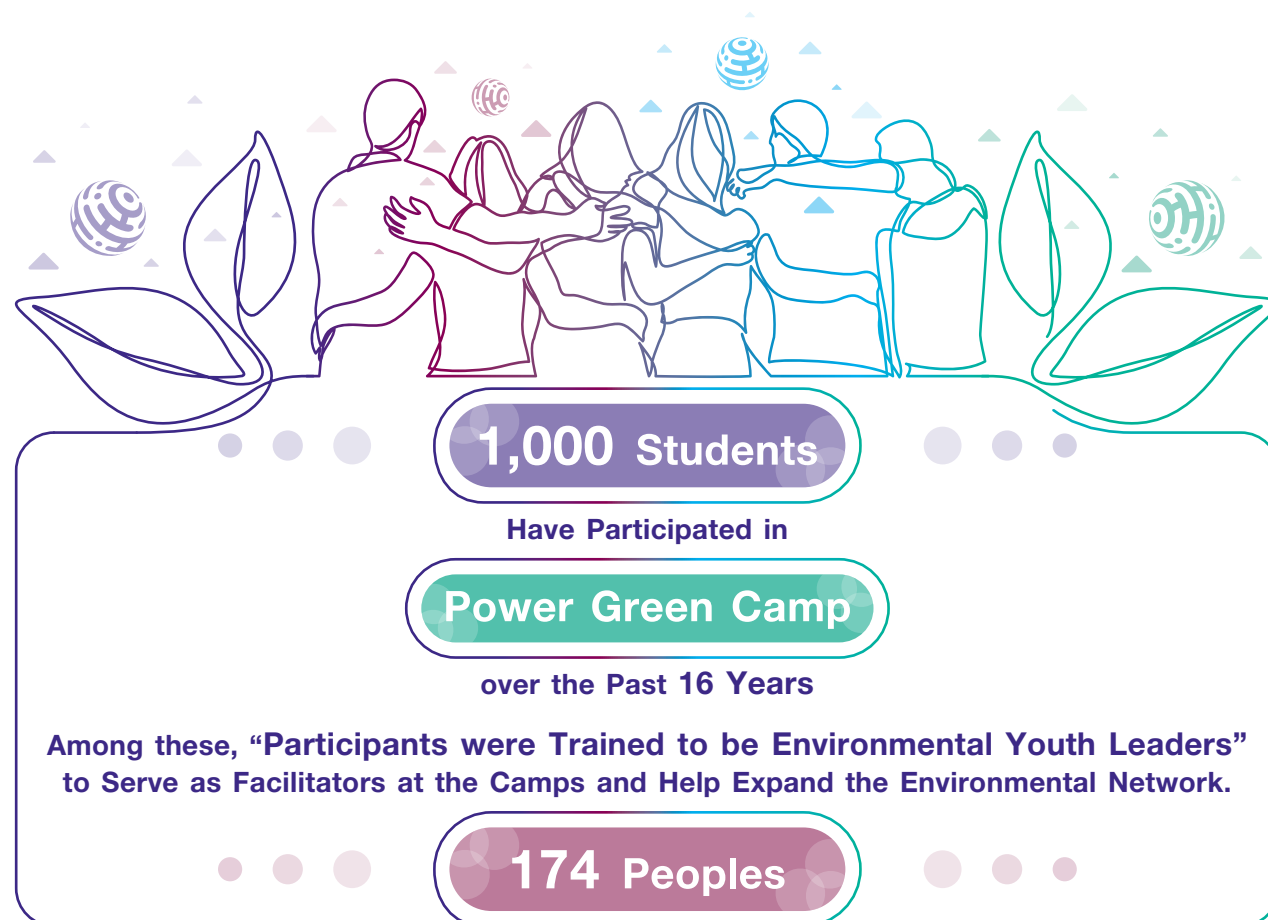 1,000 Students
Have Participated in
Power Green Camp
over the Past 16 Years
Among these, “Participants were Trained to be Environmental Youth Leaders”
to Serve as Facilitators at the Camps and Help Expand the Environmental Network.
174 Peoples